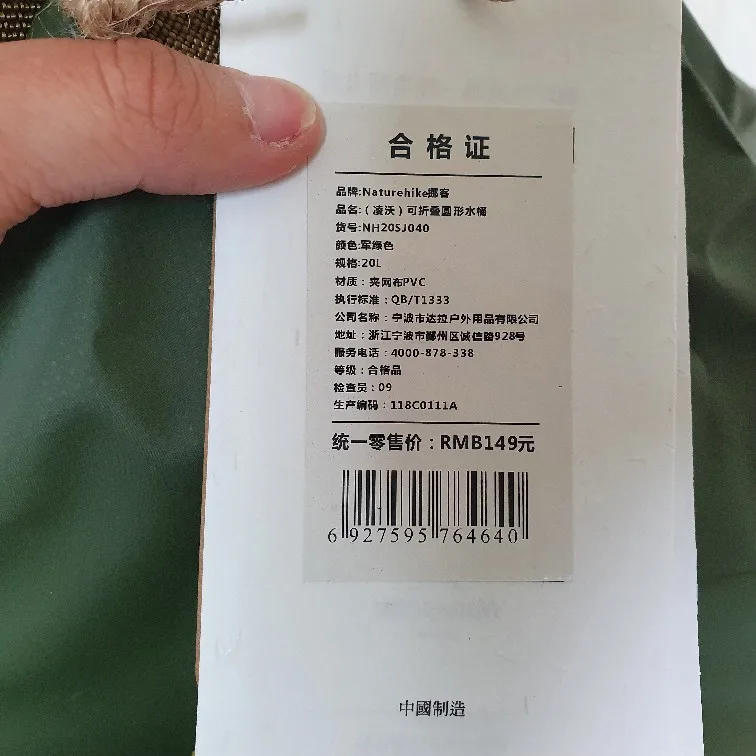 合格证
品牌:Naturehike挪客
品名:（凌沃）可折叠圆形水桶
货号:NH20SJ040
颜色:军绿色
规格:20L
材质：夹网布PVC
执行标准：QB/T1333
公司名称：宁波市达拉户外用品有限公司
地址：浙江宁波市鄞州区诚信路928号
服务电话：4000-878-338
等级：合格品
检查员：09
生产编码：118C0111A
统一零售价：RMB149元
6 927595 764640
中國制造